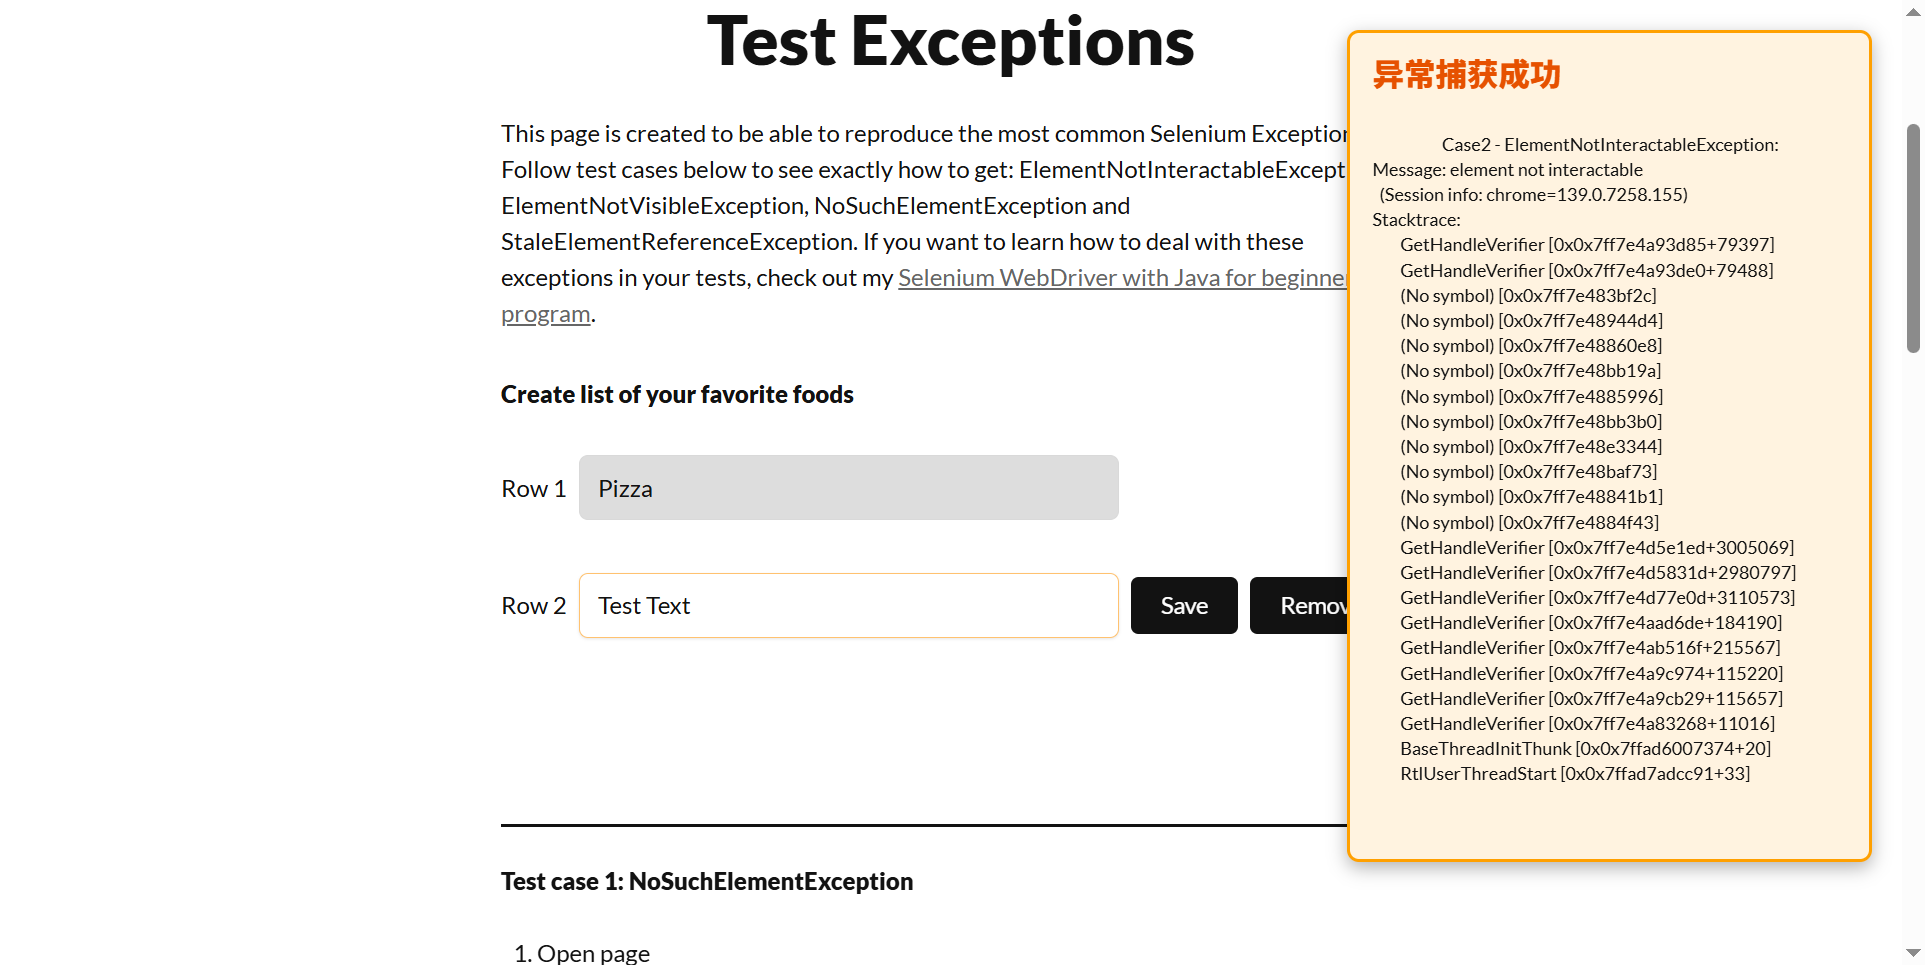 Test Exceptions
This page is created to be able to reproduce the most common Selenium Exception
Follow test cases below to see exactly how to get: ElementNotInteractableExcept
ElementNotVisibleException, NoSuchElementException and
StaleElementReferenceException. If you want to learn how to deal with these
exceptions in your tests, check out my Selenium WebDriver with Java for beginner
program.
Create list of your favorite foods
Row 1 Pizza
Row 2 Test Text Save Remov
Test case 1: NoSuchElementException
1. Open page
异常捕获成功
Case2 - ElementNotInteractableException:
Message: element not interactable
(Session info: chrome=139.0.7258.155)
Stacktrace:
GetHandleVerifier [0x0x7ff7e4a93d85+79397]
GetHandleVerifier [0x0x7ff7e4a93de0+79488]
(No symbol) [0x0x7ff7e483bf2c]
(No symbol) [0x0x7ff7e48944d4]
(No symbol) [0x0x7ff7e48860e8]
(No symbol) [0x0x7ff7e48bb19a]
(No symbol) [0x0x7ff7e4885996]
(No symbol) [0x0x7ff7e48bb3b0]
(No symbol) [0x0x7ff7e48e3344]
(No symbol) [0x0x7ff7e48baf73]
(No symbol) [0x0x7ff7e48841b1]
(No symbol) [0x0x7ff7e4884f43]
GetHandleVerifier [0x0x7ff7e4d5e1ed+3005069]
GetHandleVerifier [0x0x7ff7e4d5831d+2980797]
GetHandleVerifier [0x0x7ff7e4d77e0d+3110573]
GetHandleVerifier [0x0x7ff7e4aad6de+184190]
GetHandleVerifier [0x0x7ff7e4ab516f+215567]
GetHandleVerifier [0x0x7ff7e4a9c974+115220]
GetHandleVerifier [0x0x7ff7e4a9cb29+115657]
GetHandleVerifier [0x0x7ff7e4a83268+11016]
BaseThreadInitThunk [0x0x7ffad6007374+20]
RtlUserThreadStart [0x0x7ffad7adcc91+33]